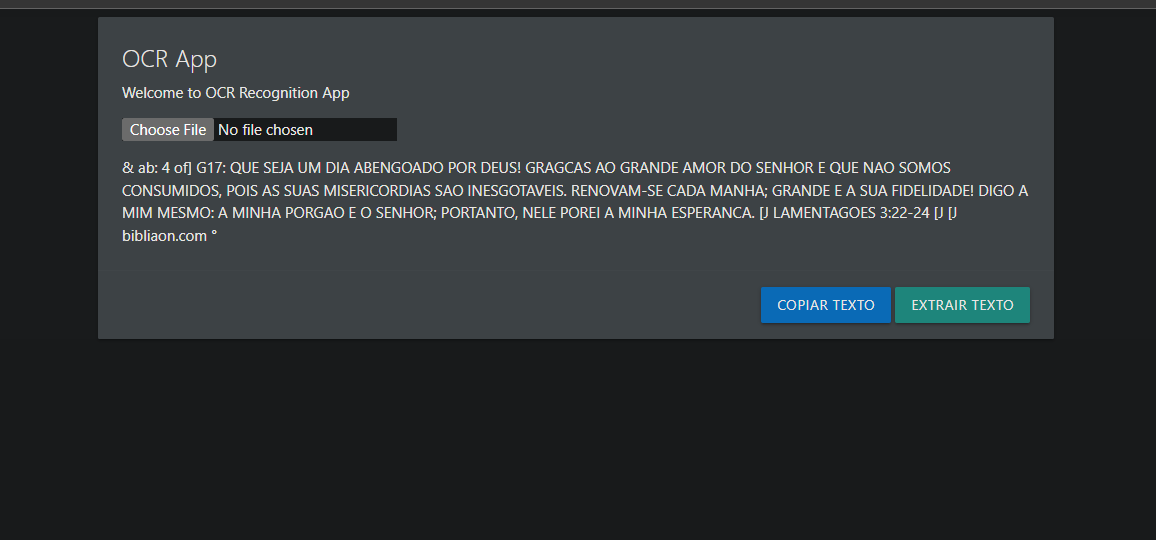 OCR App
Welcome to OCR Recognition App
Choose File No file chosen
& ab: 4 of] G17: QUE SEJA UM DIA ABENGOADO POR DEUS! GRAGCAS AO GRANDE AMOR DO SENHOR E QUE NAO SOMOS
CONSUMIDOS, POIS AS SUAS MISERICORDIAS SAO INESGOTAVEIS. RENOVAM-SE CADA MANHA; GRANDE E A SUA FIDELIDADE! DIGO A
MIM MESMO: A MINHA PORGAO E O SENHOR; PORTANTO, NELE POREI A MINHA ESPERANCA. [J LAMENTAGOES 3:22-24 [J [J
bibliaon.com °
COPIAR TEXTO EXTRAIR TEXTO